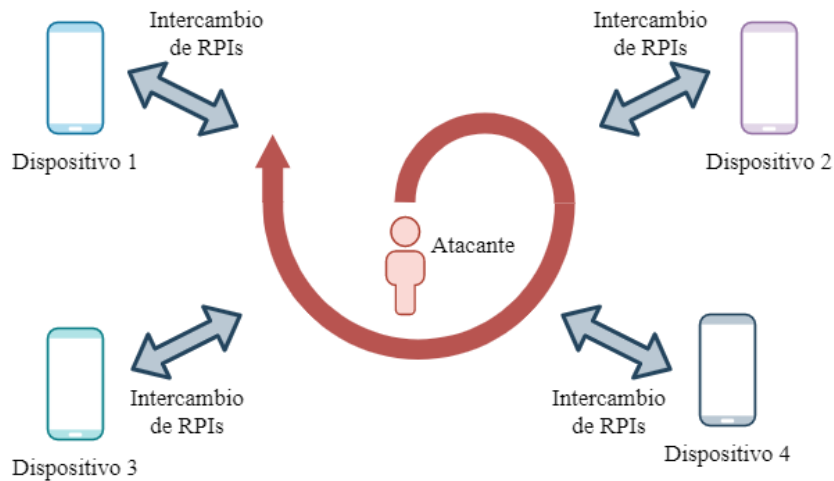 Intercambio
de RPIs
Intercambio
de RPIs
Dispositivo 1
Dispositivo 2
Atacante
Intercambio
de RPIs
Intercambio
de RPIs
Dispositivo 3
Dispositivo 4